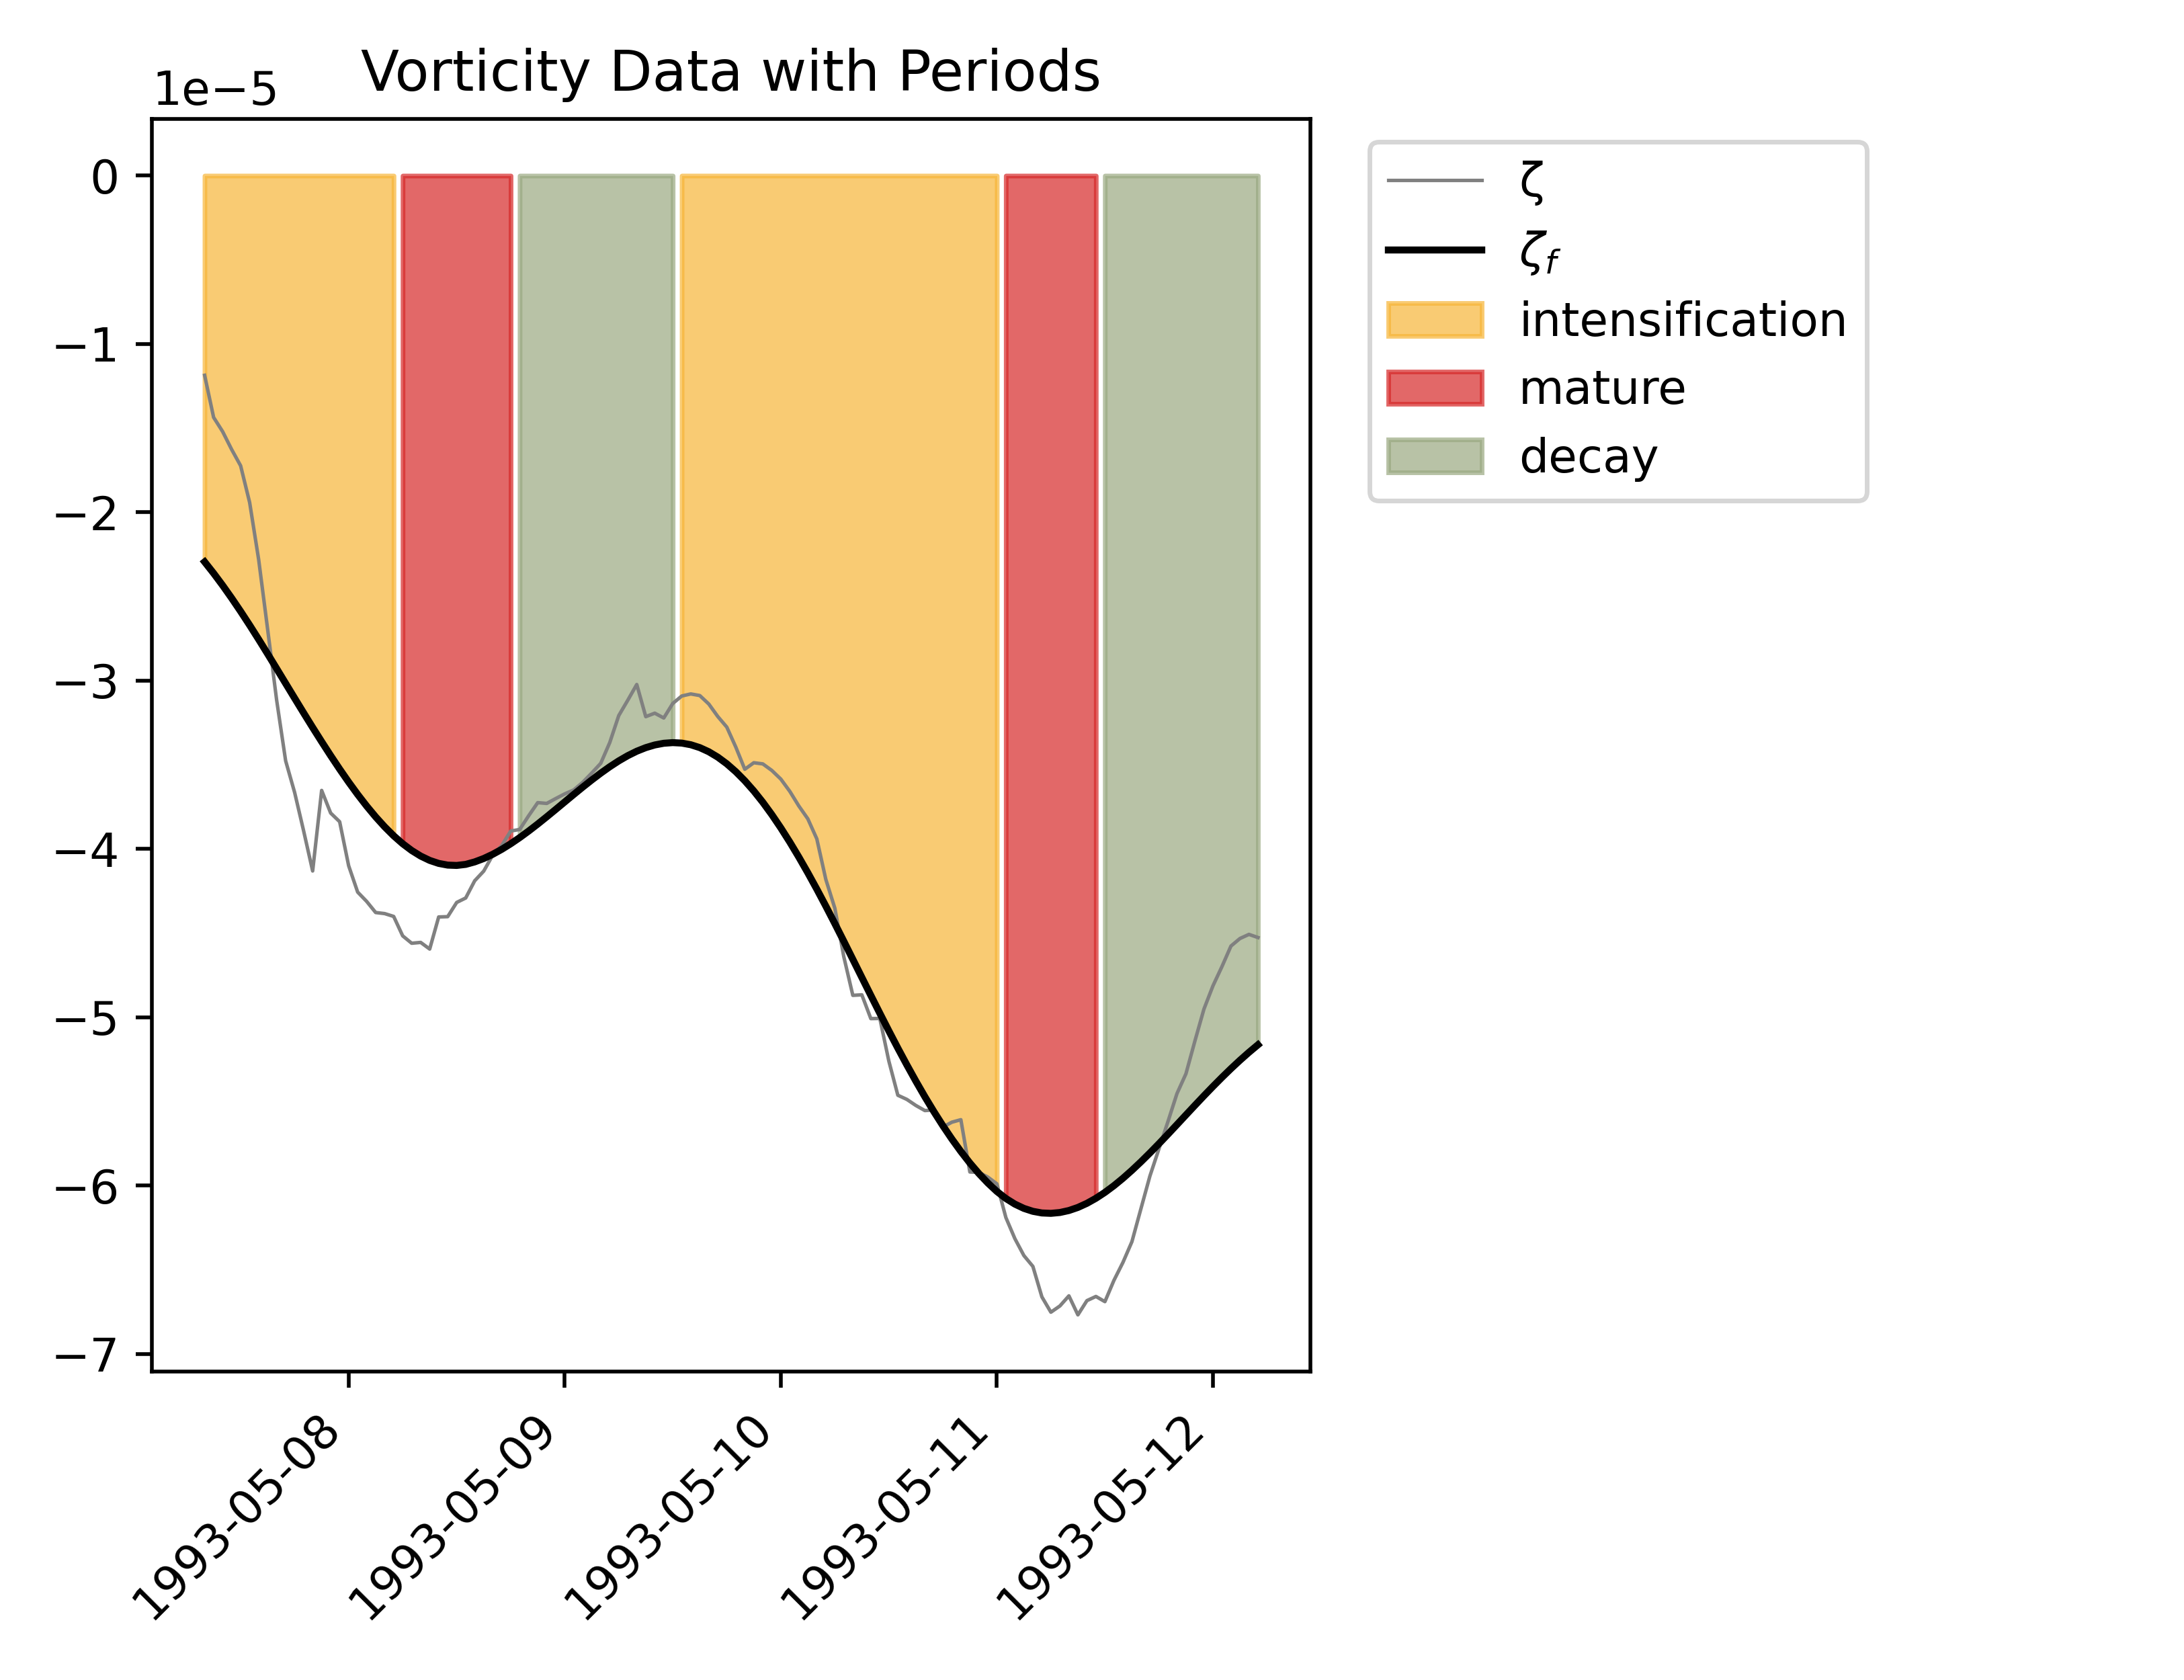 Vorticity Data with Periods
1e−5
0
−1
−2
−3
−4
−5
−6
−7
1993-05-08
1993-05-09
1993-05-10
1993-05-11
1993-05-12
ζ
ζf
intensification
mature
decay